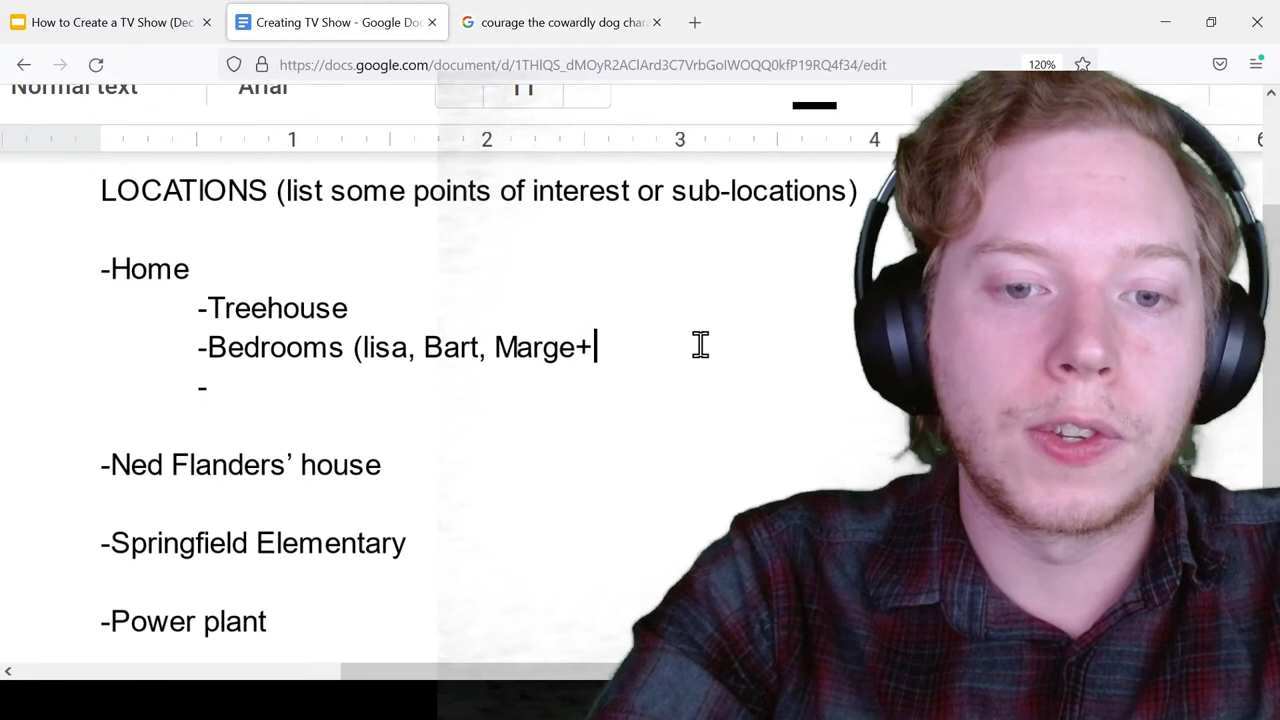 How to Create a TV Show (Dec
Creating TV Show - Google Doc
courage the cowardly dog char
https://docs.google.com/document/d/1THlQS_dMOyR2AClArd3C7VrbGoIWOQQ0kfP19RQ4f34/edit
120%
Normal text
Arial
11
1 2 3 4 6
LOCATIONS (list some points of interest or sub-locations)
-Home
-Treehouse
-Bedrooms (lisa, Bart, Marge+
-
-Ned Flanders’ house
-Springfield Elementary
-Power plant